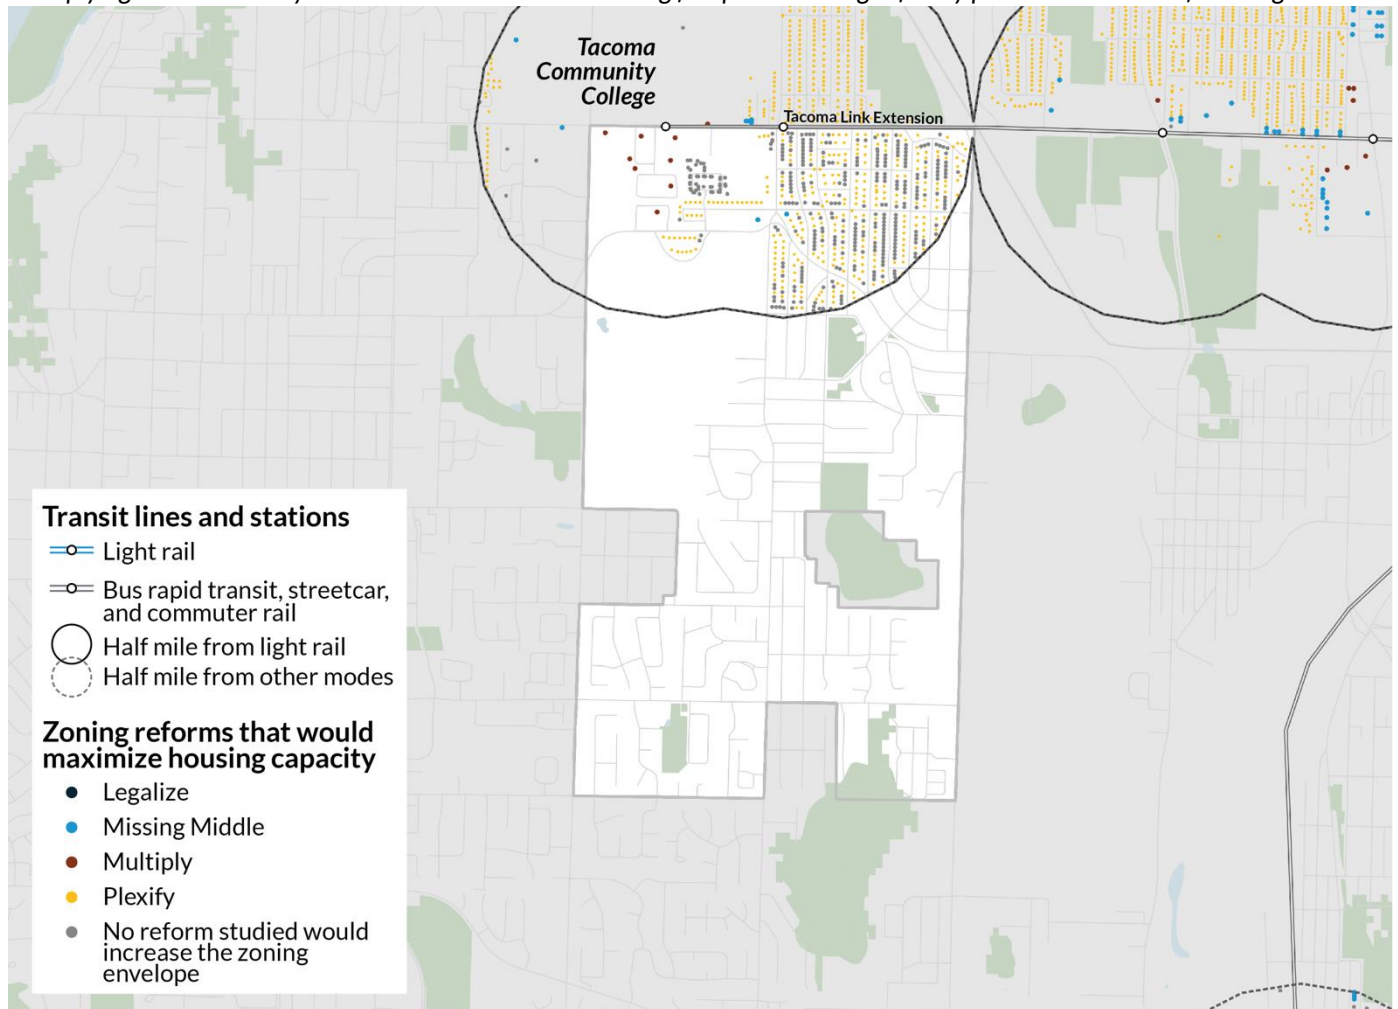 Tacoma
Community
College
Tacoma Link Extension
Transit lines and stations
Light rail
Bus rapid transit, streetcar,
and commuter rail
Half mile from light rail
Half mile from other modes
Zoning reforms that would
maximize housing capacity
Legalize
Missing Middle
Multiply
Plexify
No reform studied would
increase the zoning
envelope